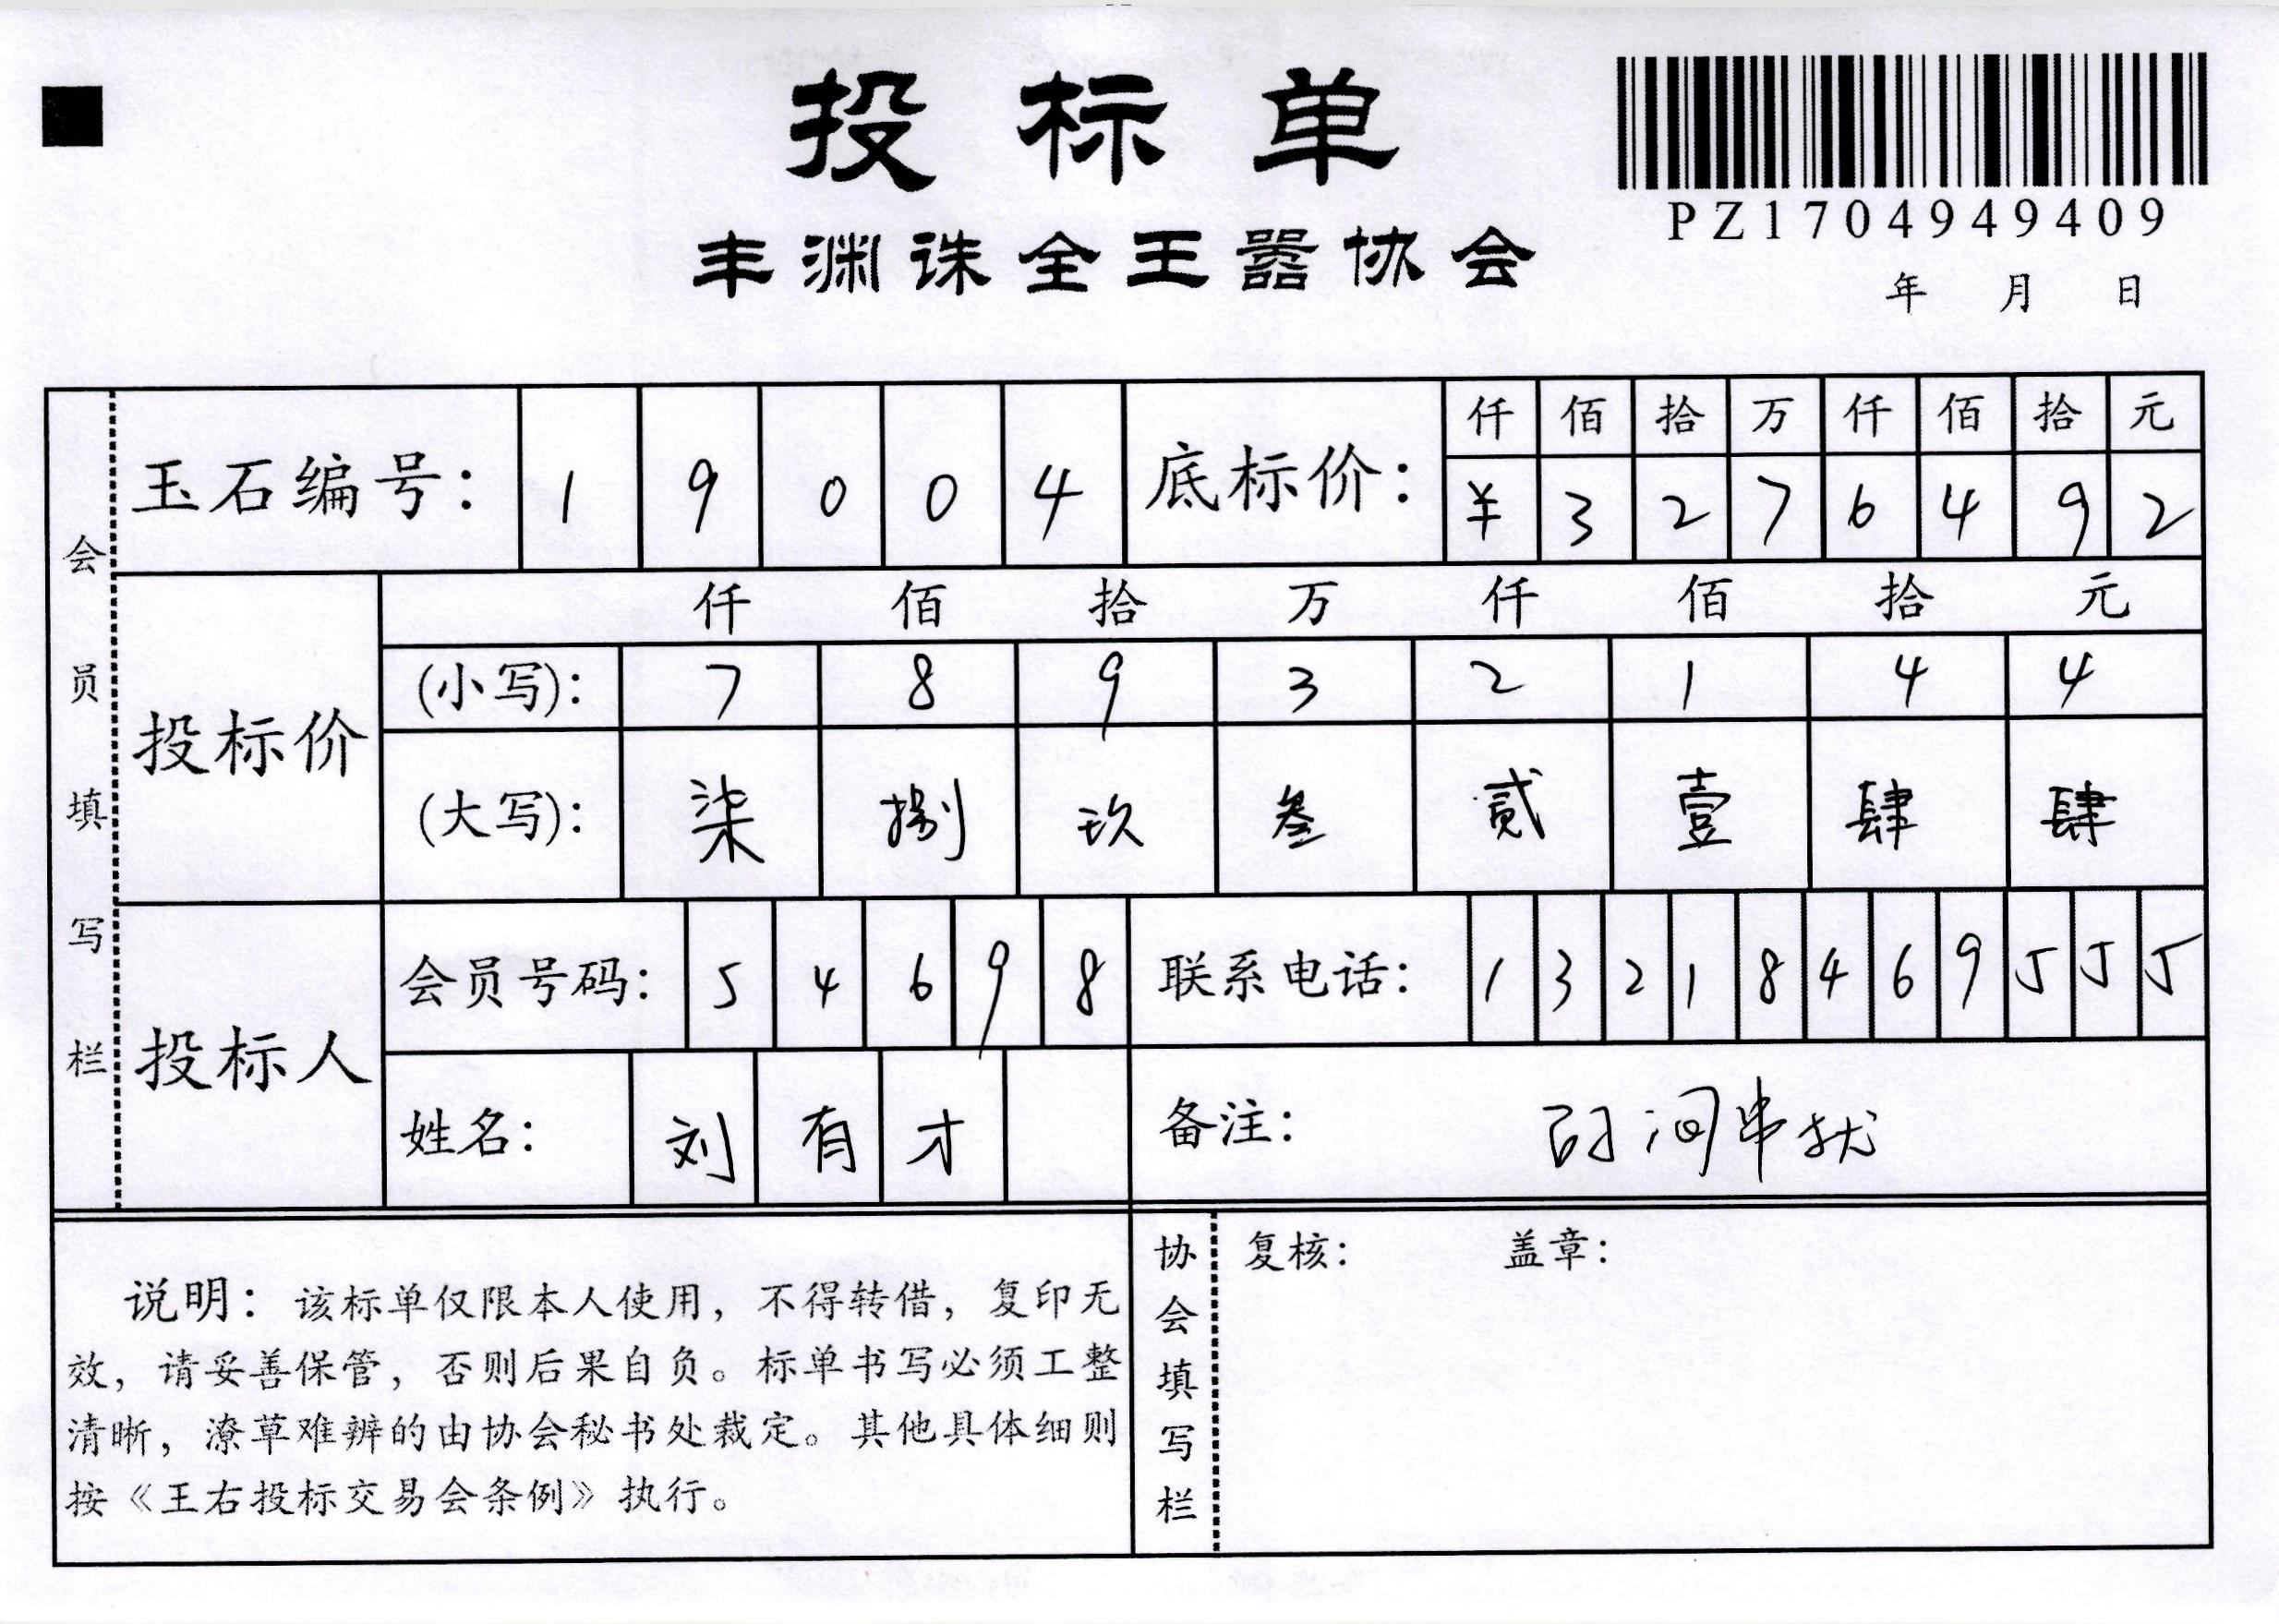 投标单
丰渊诛全王嚣协会
PZ1704949409
年 月 日
会员填写栏
玉石编号: 1 9 0 0 4
底标价: 仟 佰 拾 万 仟 佰 拾 元
¥ 3 2 7 6 4 9 2
投标价
仟 佰 拾 万 仟 佰 拾 元
(小写): 7 8 9 3 2 1 4 4
(大写): 柒 捌 玖 叁 贰 壹 肆 肆
投标人
会员号码: 5 4 6 9 8
联系电话: 1 3 2 1 8 4 6 9 5 5 5
姓名: 刘 有 才
备注: 河串
说明: 该标单仅限本人使用, 不得转借, 复印无
效, 请妥善保管, 否则后果自负。标单书写必须工整
清晰, 潦草难辨的由协会秘书处裁定。其他具体细则
按《王右投标交易会条例》执行。
协会填写栏
复核: 盖章: